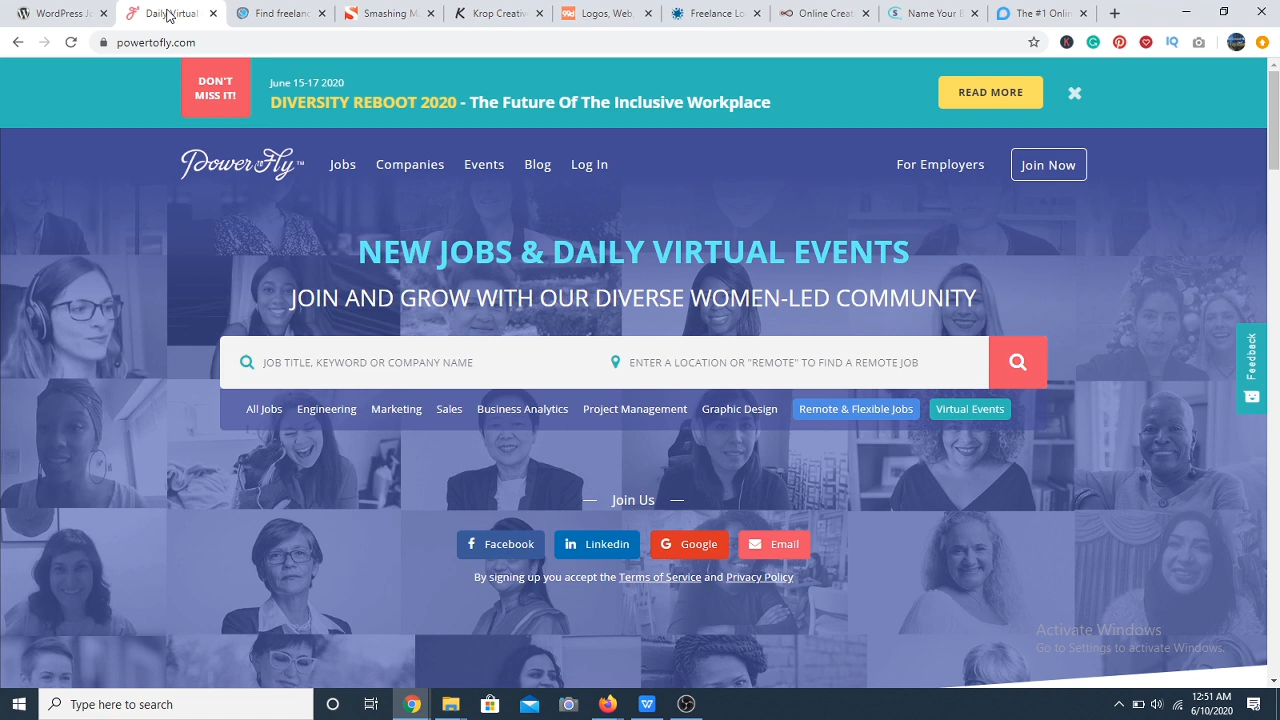 WordPress Jo
Daily Virtual
Find freelanc
Smashing M
Kop Creative
Logos, Web,
Freelance Lo
Online Creat
Name Your B
The #1 Onlin
powertofly.com
DON'T
MISS IT!
June 15-17 2020
DIVERSITY REBOOT 2020 - The Future Of The Inclusive Workplace
READ MORE
PowerToFly™
Jobs
Companies
Events
Blog
Log In
For Employers
Join Now
NEW JOBS & DAILY VIRTUAL EVENTS
JOIN AND GROW WITH OUR DIVERSE WOMEN-LED COMMUNITY
JOB TITLE, KEYWORD OR COMPANY NAME
ENTER A LOCATION OR "REMOTE" TO FIND A REMOTE JOB
All Jobs
Engineering
Marketing
Sales
Business Analytics
Project Management
Graphic Design
Remote & Flexible Jobs
Virtual Events
Feedback
Join Us
Facebook
Linkedin
Google
Email
By signing up you accept the Terms of Service and Privacy Policy
Activate Windows
Go to Settings to activate Windows.
Type here to search
12:51 AM
6/10/2020